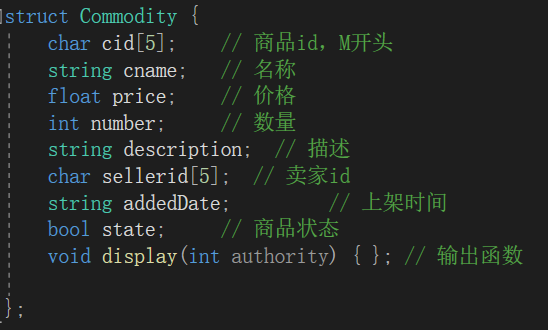 struct Commodity {
char cid[5]; // 商品id，M开头
string cname; // 名称
float price; // 价格
int number; // 数量
string description; // 描述
char sellerid[5]; // 卖家id
string addedDate; // 上架时间
bool state; // 商品状态
void display(int authority) { }; // 输出函数
};